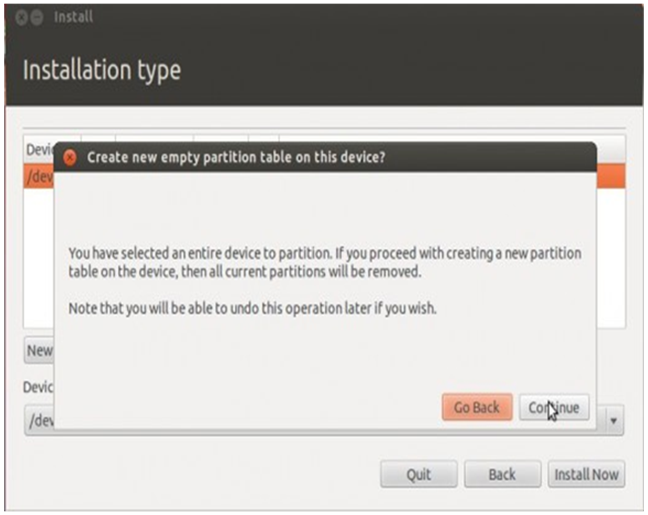 Install
Installation type
Devi
Create new empty partition table on this device?
/dev
You have selected an entire device to partition. If you proceed with creating a new partition
table on the device, then all current partitions will be removed.
Note that you will be able to undo this operation later if you wish.
New
Devic
Go Back Continue
/dev
Quit Back Install Now